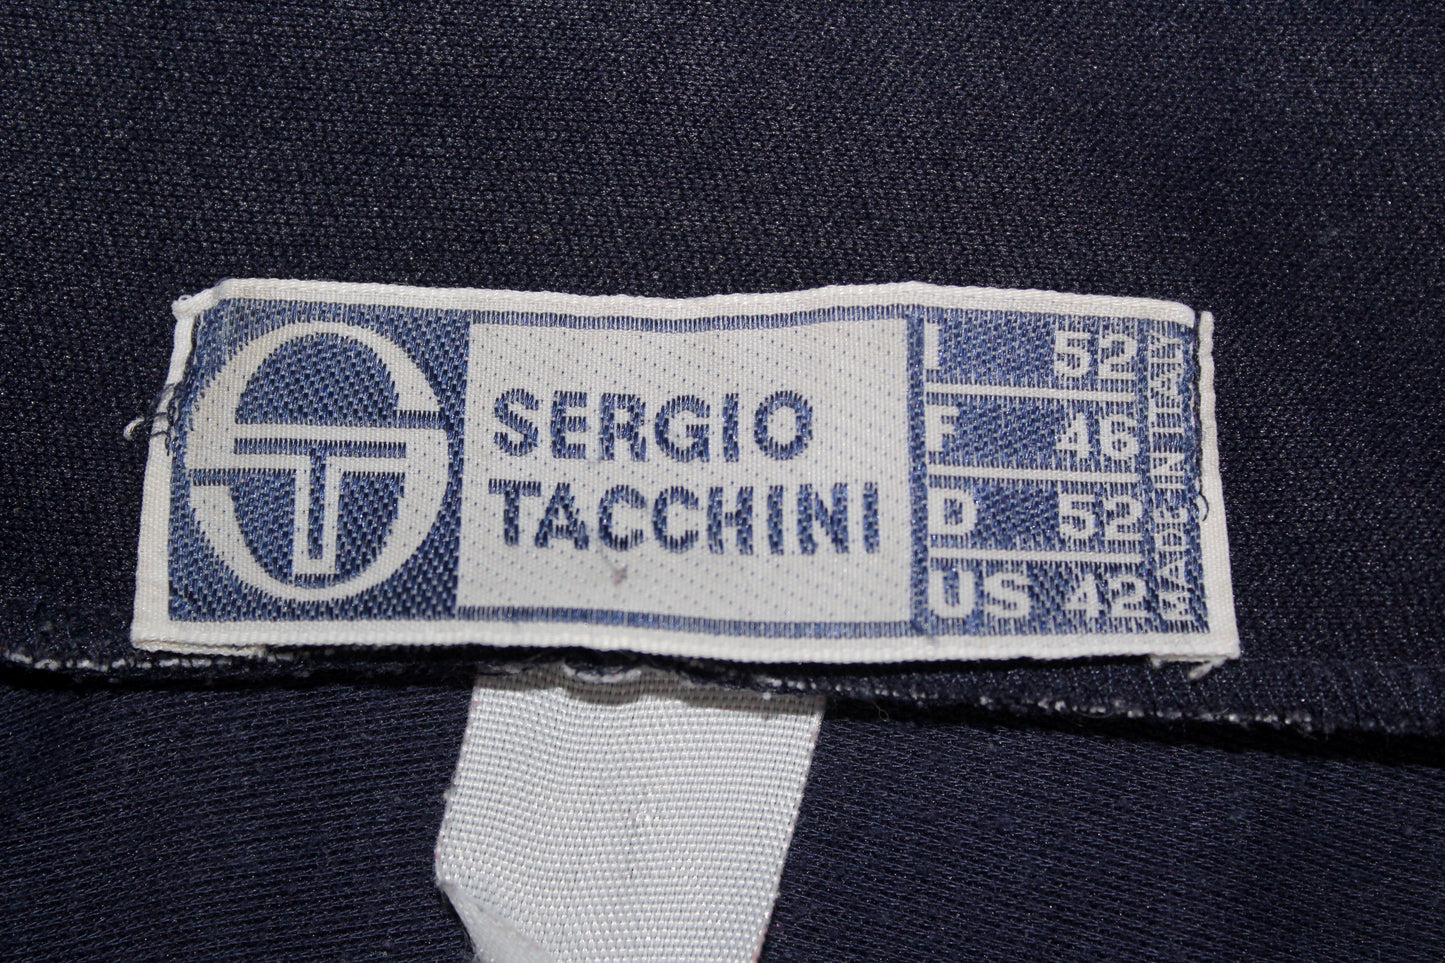 SERGIO
TACCHINI
I 52
F 46
D 52
US 42
MADE IN ITALY